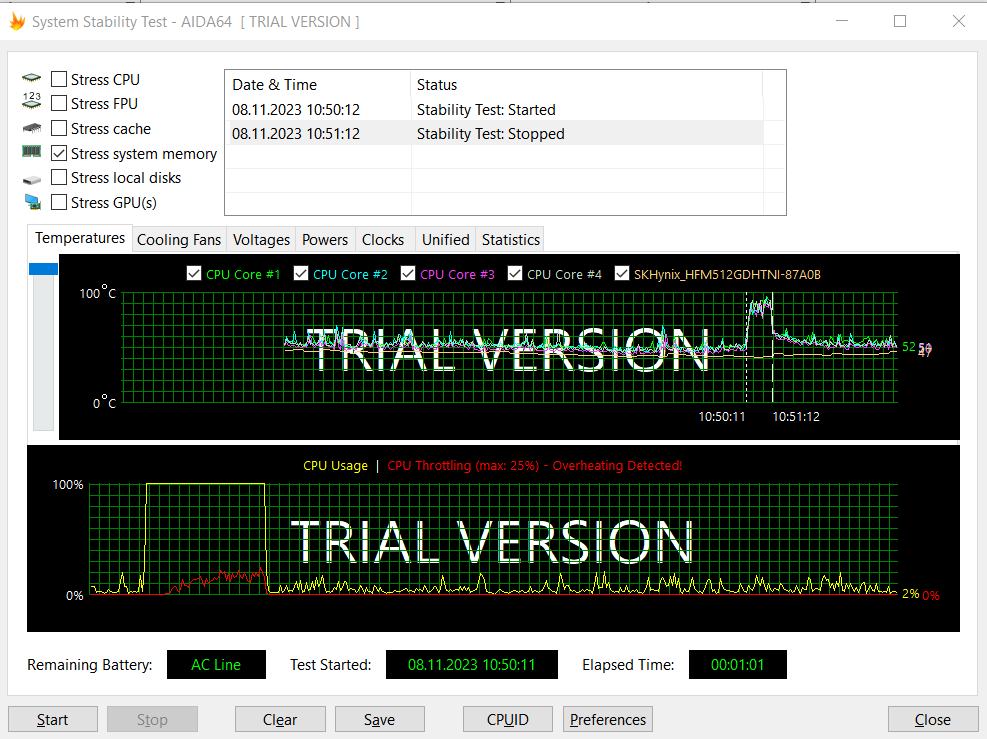 System Stability Test - AIDA64 [ TRIAL VERSION ]
Stress CPU
Stress FPU
Stress cache
Stress system memory
Stress local disks
Stress GPU(s)
123
Date & Time Status
08.11.2023 10:50:12 Stability Test: Started
08.11.2023 10:51:12 Stability Test: Stopped
Temperatures Cooling Fans Voltages Powers Clocks Unified Statistics
CPU Core #1 CPU Core #2 CPU Core #3 CPU Core #4 SKHynix_HFM512GDHTNI-87A0B
100°C
TRIAL VERSION
52
0°C
10:50:11 10:51:12
CPU Usage | CPU Throttling (max: 25%) - Overheating Detected!
100%
TRIAL VERSION
0% 2% 0%
Remaining Battery: AC Line Test Started: 08.11.2023 10:50:11 Elapsed Time: 00:01:01
Start Stop Clear Save CPUID Preferences Close